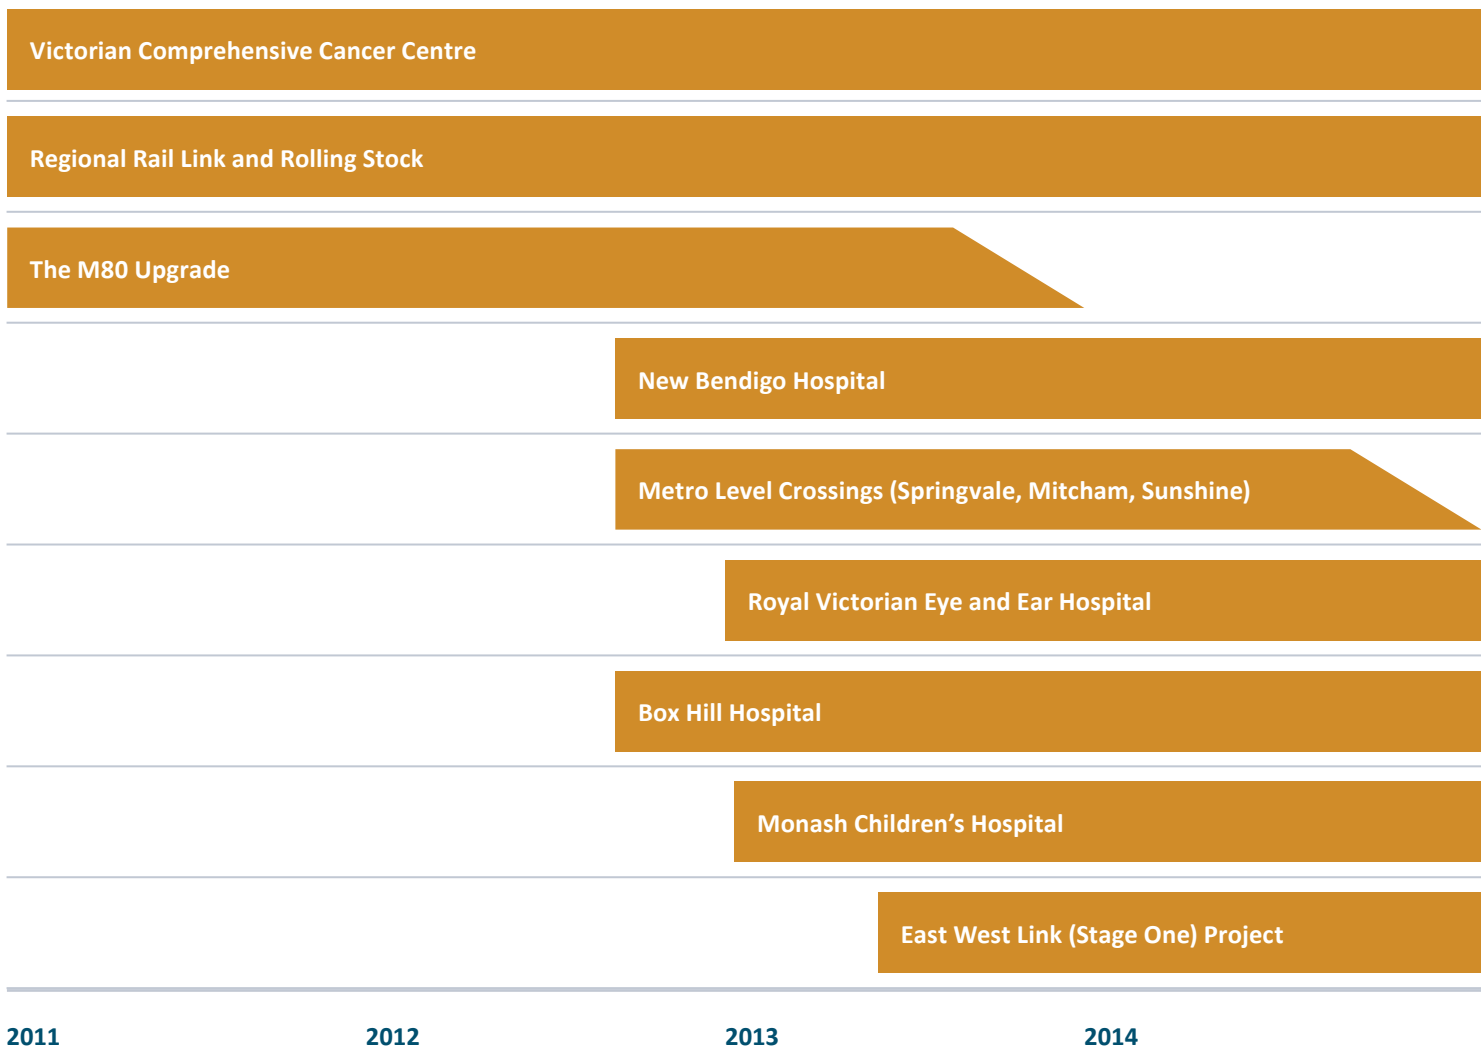 Victorian Comprehensive Cancer Centre
Regional Rail Link and Rolling Stock
The M80 Upgrade
New Bendigo Hospital
Metro Level Crossings (Springvale, Mitcham, Sunshine)
Royal Victorian Eye and Ear Hospital
Box Hill Hospital
Monash Children’s Hospital
East West Link (Stage One) Project
2011 2012 2013 2014